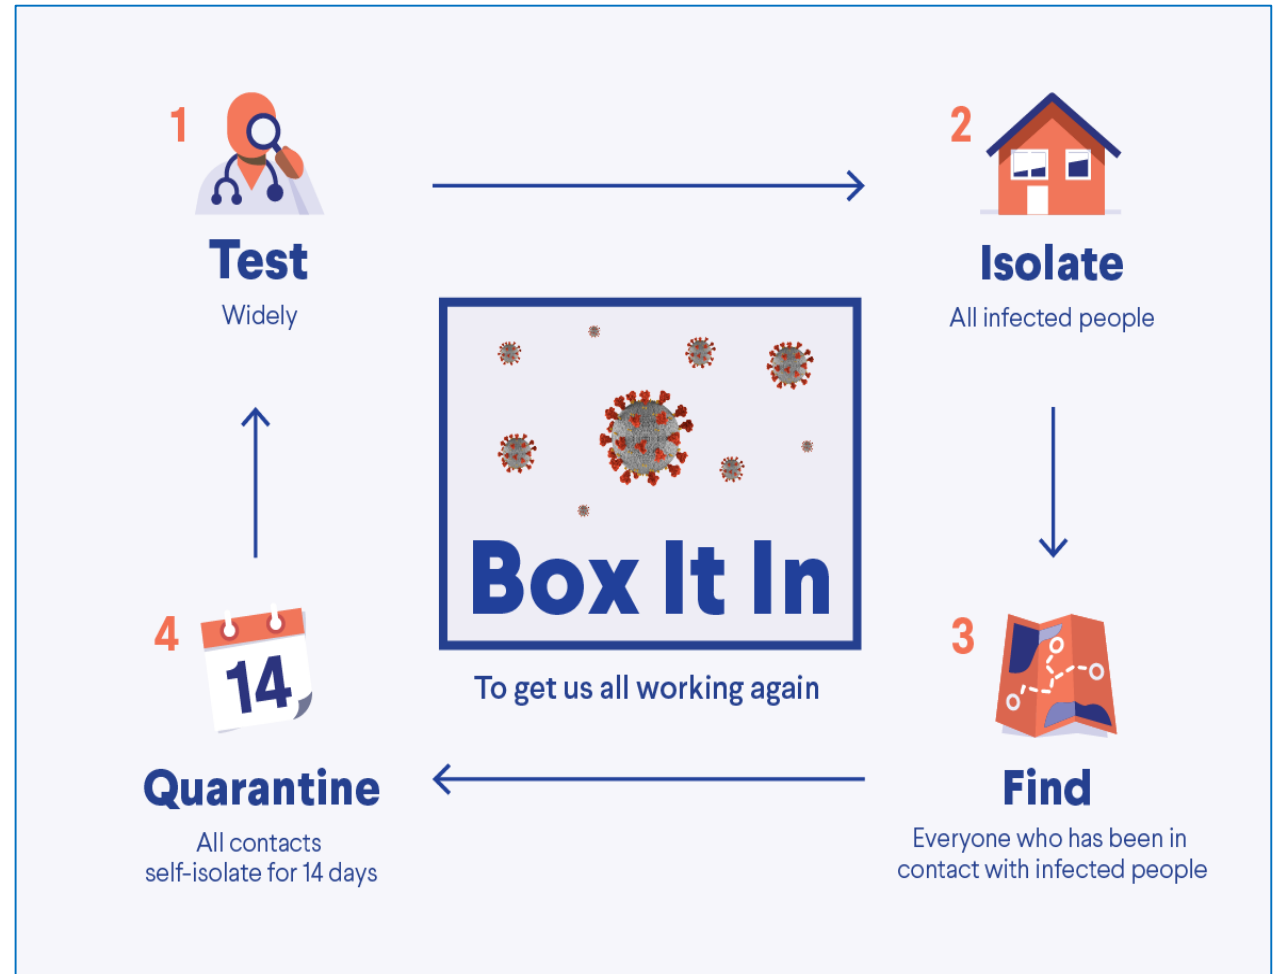 1
Test
Widely
2
Isolate
All infected people
Box It In
To get us all working again
3
Find
Everyone who has been in
contact with infected people
4
14
Quarantine
All contacts
self-isolate for 14 days